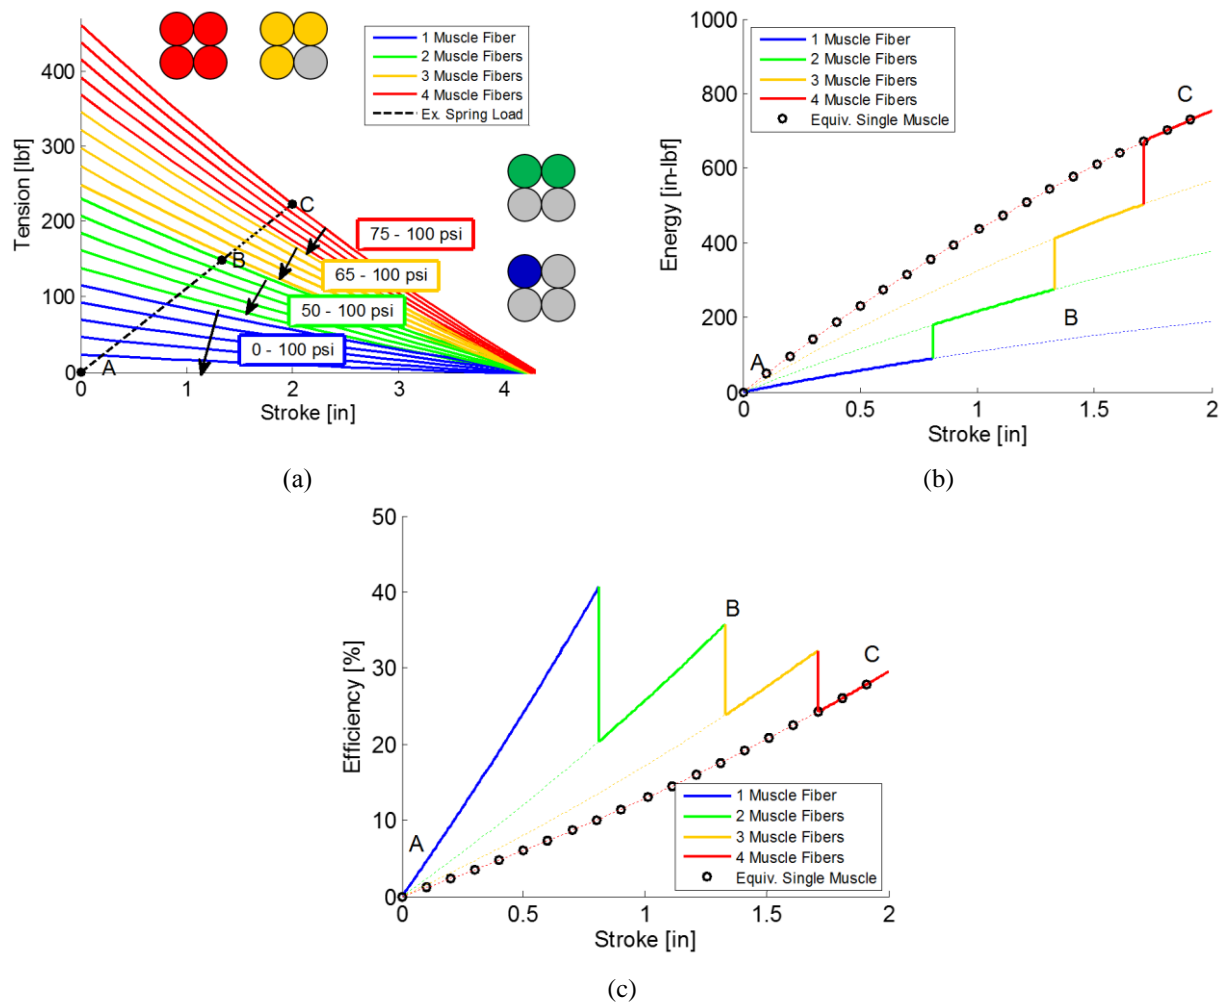 400
300
200
100
0
Tension [lbf]
0
1
2
3
4
Stroke [in]
1 Muscle Fiber
2 Muscle Fibers
3 Muscle Fibers
4 Muscle Fibers
Ex. Spring Load
A
B
C
75 - 100 psi
65 - 100 psi
50 - 100 psi
0 - 100 psi
(a)
1000
800
600
400
200
0
Energy [in-lbf]
0
0.5
1
1.5
2
Stroke [in]
1 Muscle Fiber
2 Muscle Fibers
3 Muscle Fibers
4 Muscle Fibers
Equiv. Single Muscle
A
B
C
(b)
50
40
30
20
10
0
Efficiency [%]
0
0.5
1
1.5
2
Stroke [in]
A
B
C
1 Muscle Fiber
2 Muscle Fibers
3 Muscle Fibers
4 Muscle Fibers
Equiv. Single Muscle
(c)